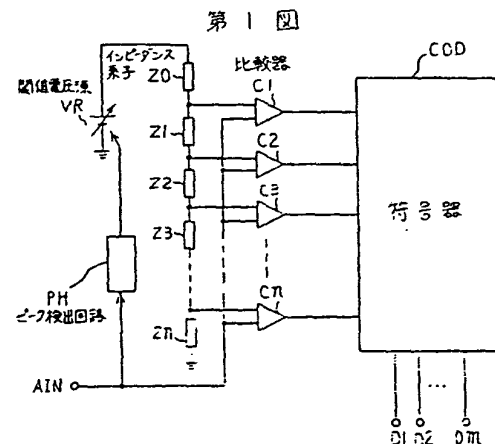 第1図
COD
インピーダンス
素子
Z0
比較器
C1
閾値電圧源
VR
Z1
C2
Z2
C3
符号器
Z3
PH
ピーク検出回路
Cn
Zn
AIN
D1 D2 ... Dm